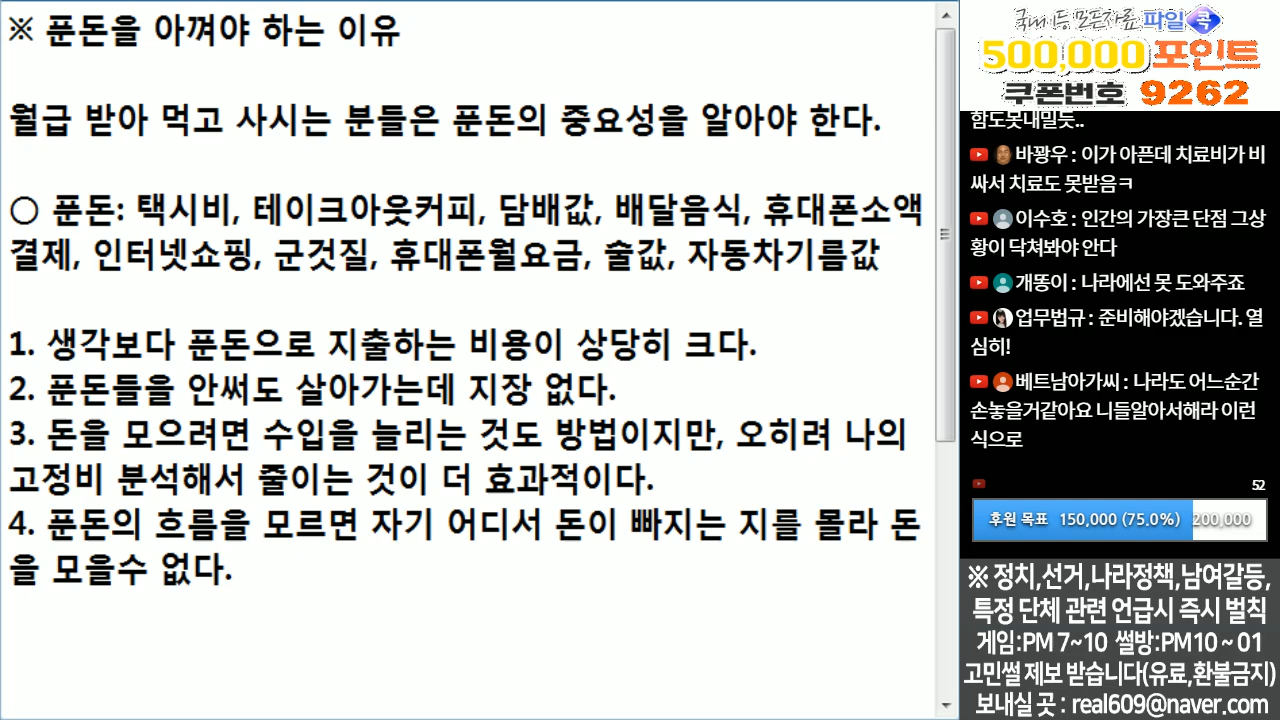 ※ 푼돈을 아껴야 하는 이유
월급 받아 먹고 사시는 분들은 푼돈의 중요성을 알아야 한다.
○ 푼돈: 택시비, 테이크아웃커피, 담배값, 배달음식, 휴대폰소액
결제, 인터넷쇼핑, 군것질, 휴대폰월요금, 술값, 자동차기름값
1. 생각보다 푼돈으로 지출하는 비용이 상당히 크다.
2. 푼돈들을 안써도 살아가는데 지장 없다.
3. 돈을 모으려면 수입을 늘리는 것도 방법이지만, 오히려 나의
고정비 분석해서 줄이는 것이 더 효과적이다.
4. 푼돈의 흐름을 모르면 자기 어디서 돈이 빠지는 지를 몰라 돈
을 모을수 없다.
국내 1등 모든자료 파일콕
500,000 포인트
쿠폰번호 9262
함도못내밀듯..
바꽝우 : 이가 아픈데 치료비가 비
싸서 치료도 못받음ㅋ
이수호 : 인간의 가장큰 단점 그상
황이 닥쳐봐야 안다
개똥이 : 나라에선 못 도와주죠
업무법규 : 준비해야겠습니다. 열
심히!
베트남아가씨 : 나라도 어느순간
손놓을거같아요 니들알아서해라 이런
식으로
52
후원 목표 150,000 (75.0%) 200,000
※ 정치,선거,나라정책,남여갈등,
특정 단체 관련 언급시 즉시 벌칙
게임:PM 7~10 썰방:PM10 ~ 01
고민썰 제보 받습니다(유료,환불금지)
보내실 곳 : real609@naver.com